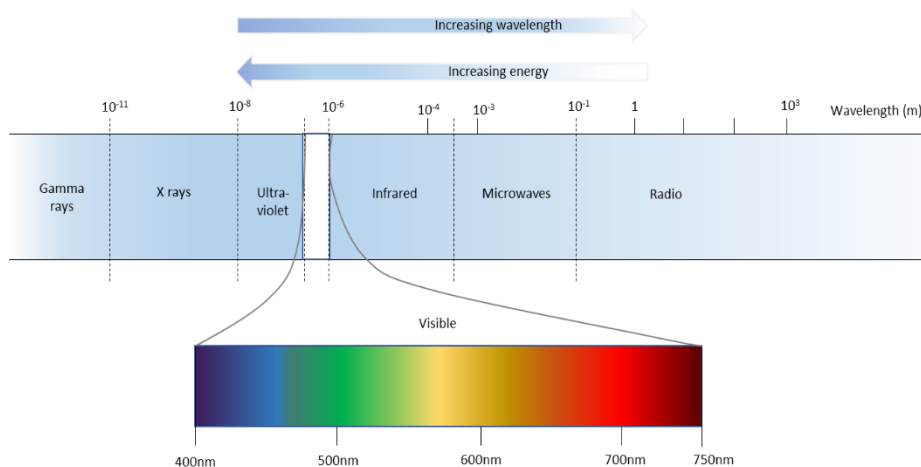 Increasing wavelength
Increasing energy
10⁻¹¹ 10⁻⁸ 10⁻⁶ 10⁻⁴ 10⁻³ 10⁻¹ 1 10³ Wavelength (m)
Gamma
rays
X rays
Ultra-
violet
Infrared
Microwaves
Radio
Visible
400nm 500nm 600nm 700nm 750nm